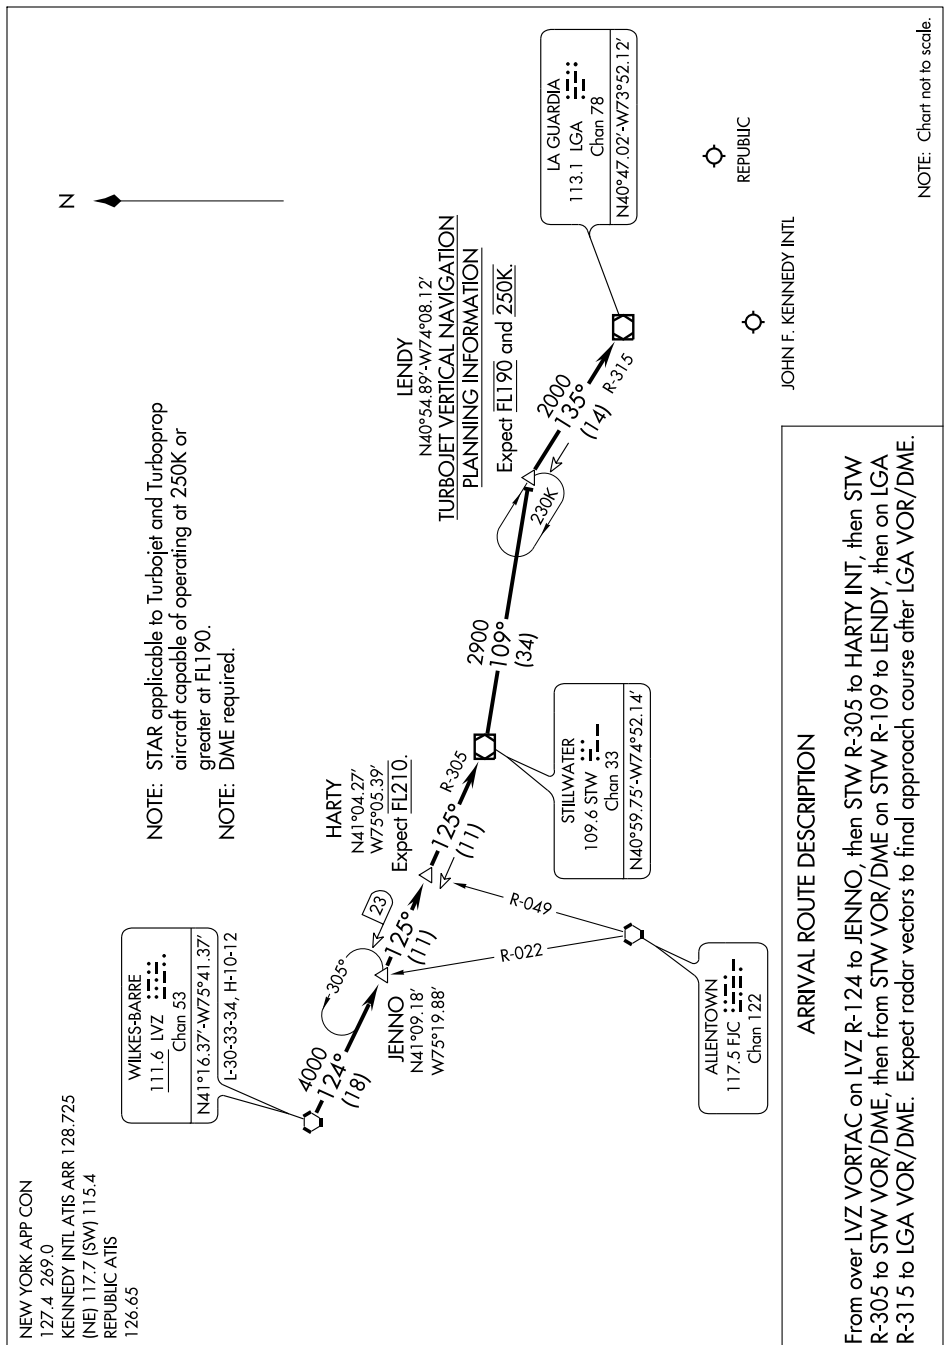 NEW YORK APP CON
127.4 269.0
KENNEDY INTL ATIS ARR 128.725
(NE) 117.7 (SW) 115.4
REPUBLIC ATIS
126.65
WILKES-BARRE
111.6 LVZ
Chan 53
N41°16.37'-W75°41.37'
L-30-33-34, H-10-12
NOTE: STAR applicable to Turbojet and Turboprop
aircraft capable of operating at 250K or
greater at FL190.
NOTE: DME required.
N
4000
124°
(18)
305°
23
JENNO
N41°09.18'
W75°19.88'
125°
(11)
HARTY
N41°04.27'
W75°05.39'
Expect FL210.
125°
(11)
R-305
R-049
R-022
ALLENTOWN
117.5 FJC
Chan 122
STILLWATER
109.6 STW
Chan 33
N40°59.75'-W74°52.14'
2900
109°
(34)
LENDY
N40°54.89'-W74°08.12'
TURBOJET VERTICAL NAVIGATION
PLANNING INFORMATION
Expect FL190 and 250K.
230K
2000
135°
(14)
R-315
LA GUARDIA
113.1 LGA
Chan 78
N40°47.02'-W73°52.12'
REPUBLIC
JOHN F. KENNEDY INTL
NOTE: Chart not to scale.
ARRIVAL ROUTE DESCRIPTION
From over LVZ VORTAC on LVZ R-124 to JENNO, then STW R-305 to HARTY INT, then STW
R-305 to STW VOR/DME, then from STW VOR/DME on STW R-109 to LENDY, then on LGA
R-315 to LGA VOR/DME. Expect radar vectors to final approach course after LGA VOR/DME.